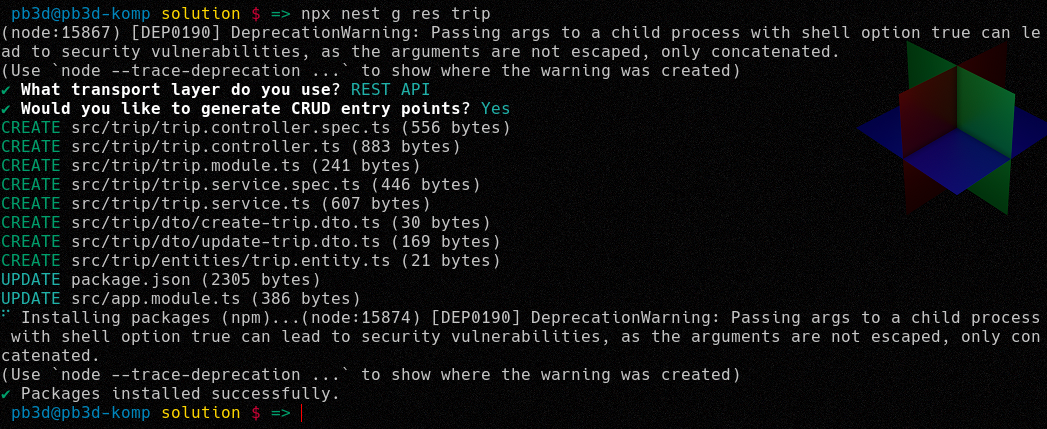 pb3d@pb3d-komp solution $ => npx nest g res trip
(node:15867) [DEP0190] DeprecationWarning: Passing args to a child process with shell option true can le
ad to security vulnerabilities, as the arguments are not escaped, only concatenated.
(Use `node --trace-deprecation ...` to show where the warning was created)
✔ What transport layer do you use? REST API
✔ Would you like to generate CRUD entry points? Yes
CREATE src/trip/trip.controller.spec.ts (556 bytes)
CREATE src/trip/trip.controller.ts (883 bytes)
CREATE src/trip/trip.module.ts (241 bytes)
CREATE src/trip/trip.service.spec.ts (446 bytes)
CREATE src/trip/trip.service.ts (607 bytes)
CREATE src/trip/dto/create-trip.dto.ts (30 bytes)
CREATE src/trip/dto/update-trip.dto.ts (169 bytes)
CREATE src/trip/entities/trip.entity.ts (21 bytes)
UPDATE package.json (2305 bytes)
UPDATE src/app.module.ts (386 bytes)
⠋ Installing packages (npm)...(node:15874) [DEP0190] DeprecationWarning: Passing args to a child process
 with shell option true can lead to security vulnerabilities, as the arguments are not escaped, only con
catenated.
(Use `node --trace-deprecation ...` to show where the warning was created)
✔ Packages installed successfully.
pb3d@pb3d-komp solution $ =>